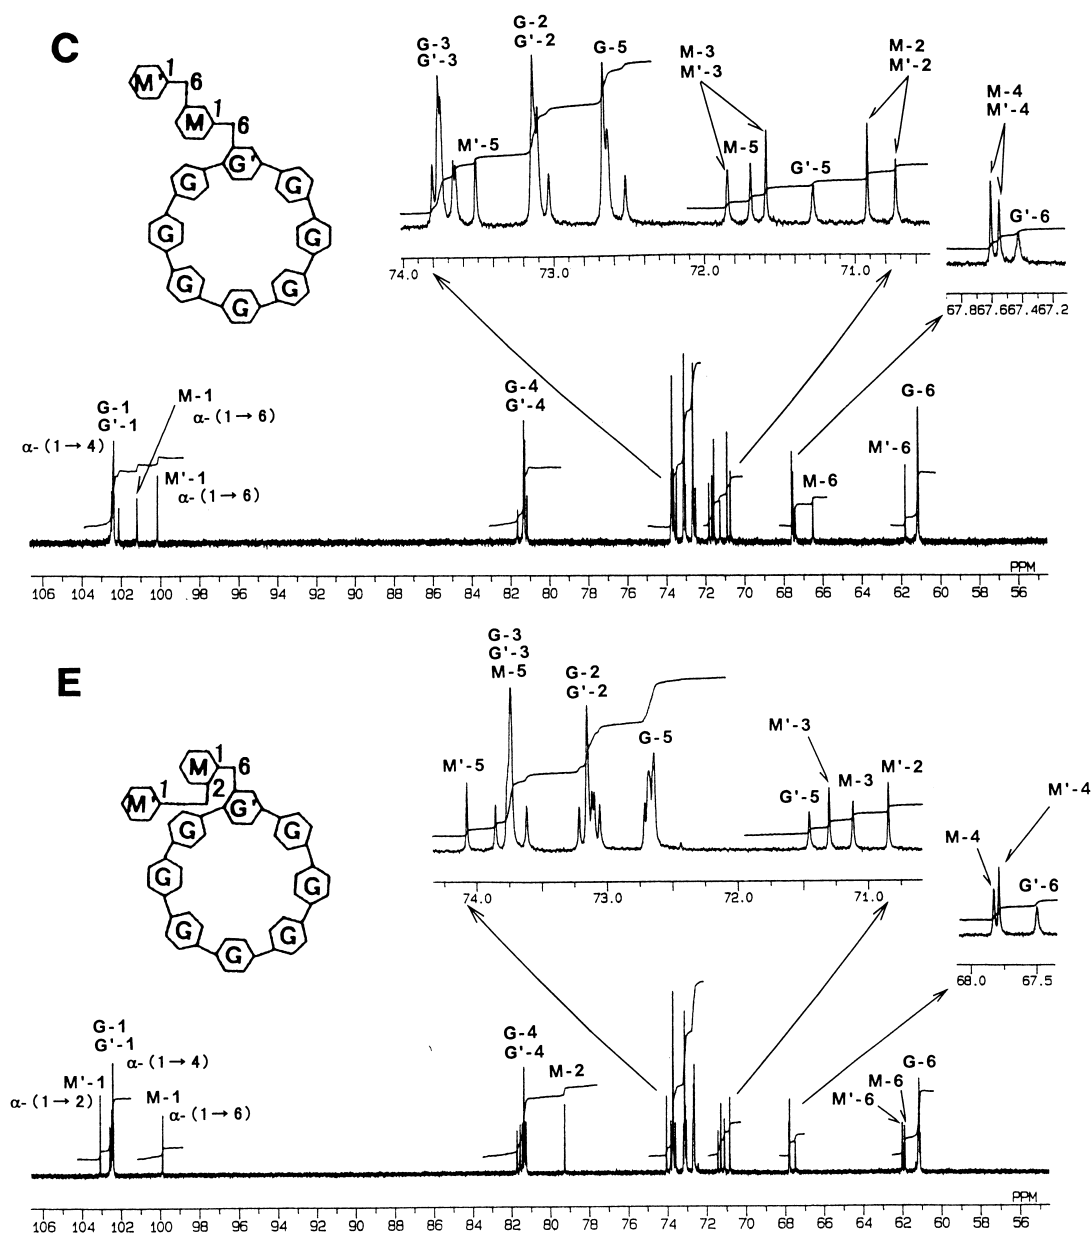 C
M' 1
6
M 1
6
G'
G G
G G
G G
G
G-3
G'-3
M'-5
G-2
G'-2
G-5
M-3
M'-3
M-5
G'-5
M-2
M'-2
M-4
M'-4
G'-6
74.0 73.0 72.0 71.0
67.8 67.6 67.4 67.2
G-1
G'-1
α-(1→4)
M-1
α-(1→6)
M'-1
α-(1→6)
G-4
G'-4
M-6
M'-6
G-6
PPM
106 104 102 100 98 96 94 92 90 88 86 84 82 80 78 76 74 72 70 68 66 64 62 60 58 56
E
M 1
6
M' 1
2
G'
G G
G G
G G
G
G-3
G'-3
M-5
M'-5
G-2
G'-2
G-5
M'-3
G'-5
M-3
M'-2
M'-4
M-4
G'-6
74.0 73.0 72.0 71.0
68.0 67.5
G-1
G'-1
α-(1→4)
M'-1
α-(1→2)
M-1
α-(1→6)
G-4
G'-4
M-2
M-6
M'-6
G-6
PPM
106 104 102 100 98 96 94 92 90 88 86 84 82 80 78 76 74 72 70 68 66 64 62 60 58 56